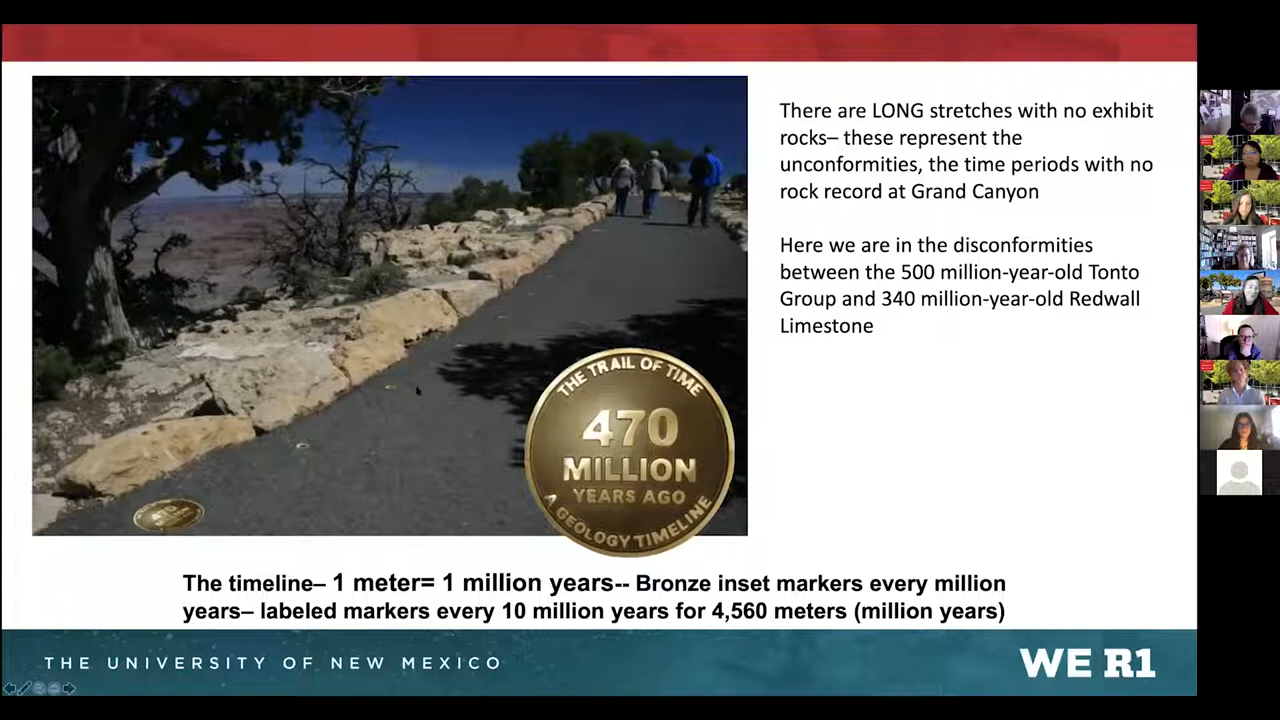 There are LONG stretches with no exhibit
rocks– these represent the
unconformities, the time periods with no
rock record at Grand Canyon
Here we are in the disconformities
between the 500 million-year-old Tonto
Group and 340 million-year-old Redwall
Limestone
THE TRAIL OF TIME
470
MILLION
YEARS AGO
A GEOLOGY TIMELINE
470
The timeline– 1 meter= 1 million years-- Bronze inset markers every million
years– labeled markers every 10 million years for 4,560 meters (million years)
THE UNIVERSITY OF NEW MEXICO
WE R1